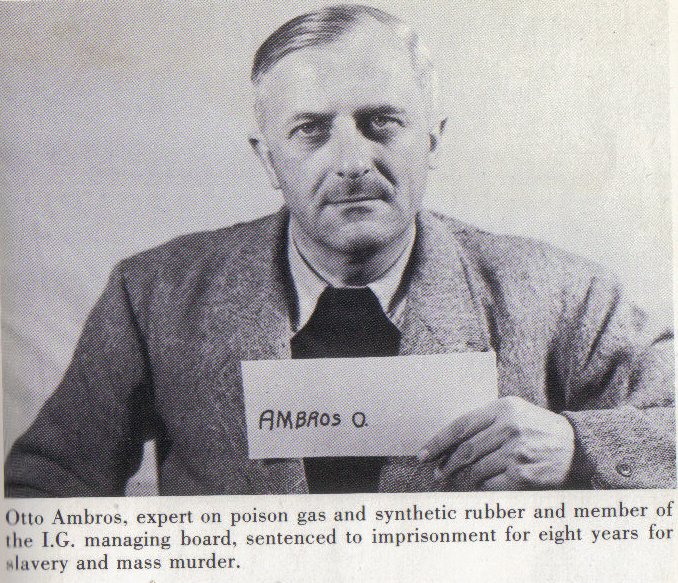 AMBROS O.
Otto Ambros, expert on poison gas and synthetic rubber and member of
the I.G. managing board, sentenced to imprisonment for eight years for
slavery and mass murder.